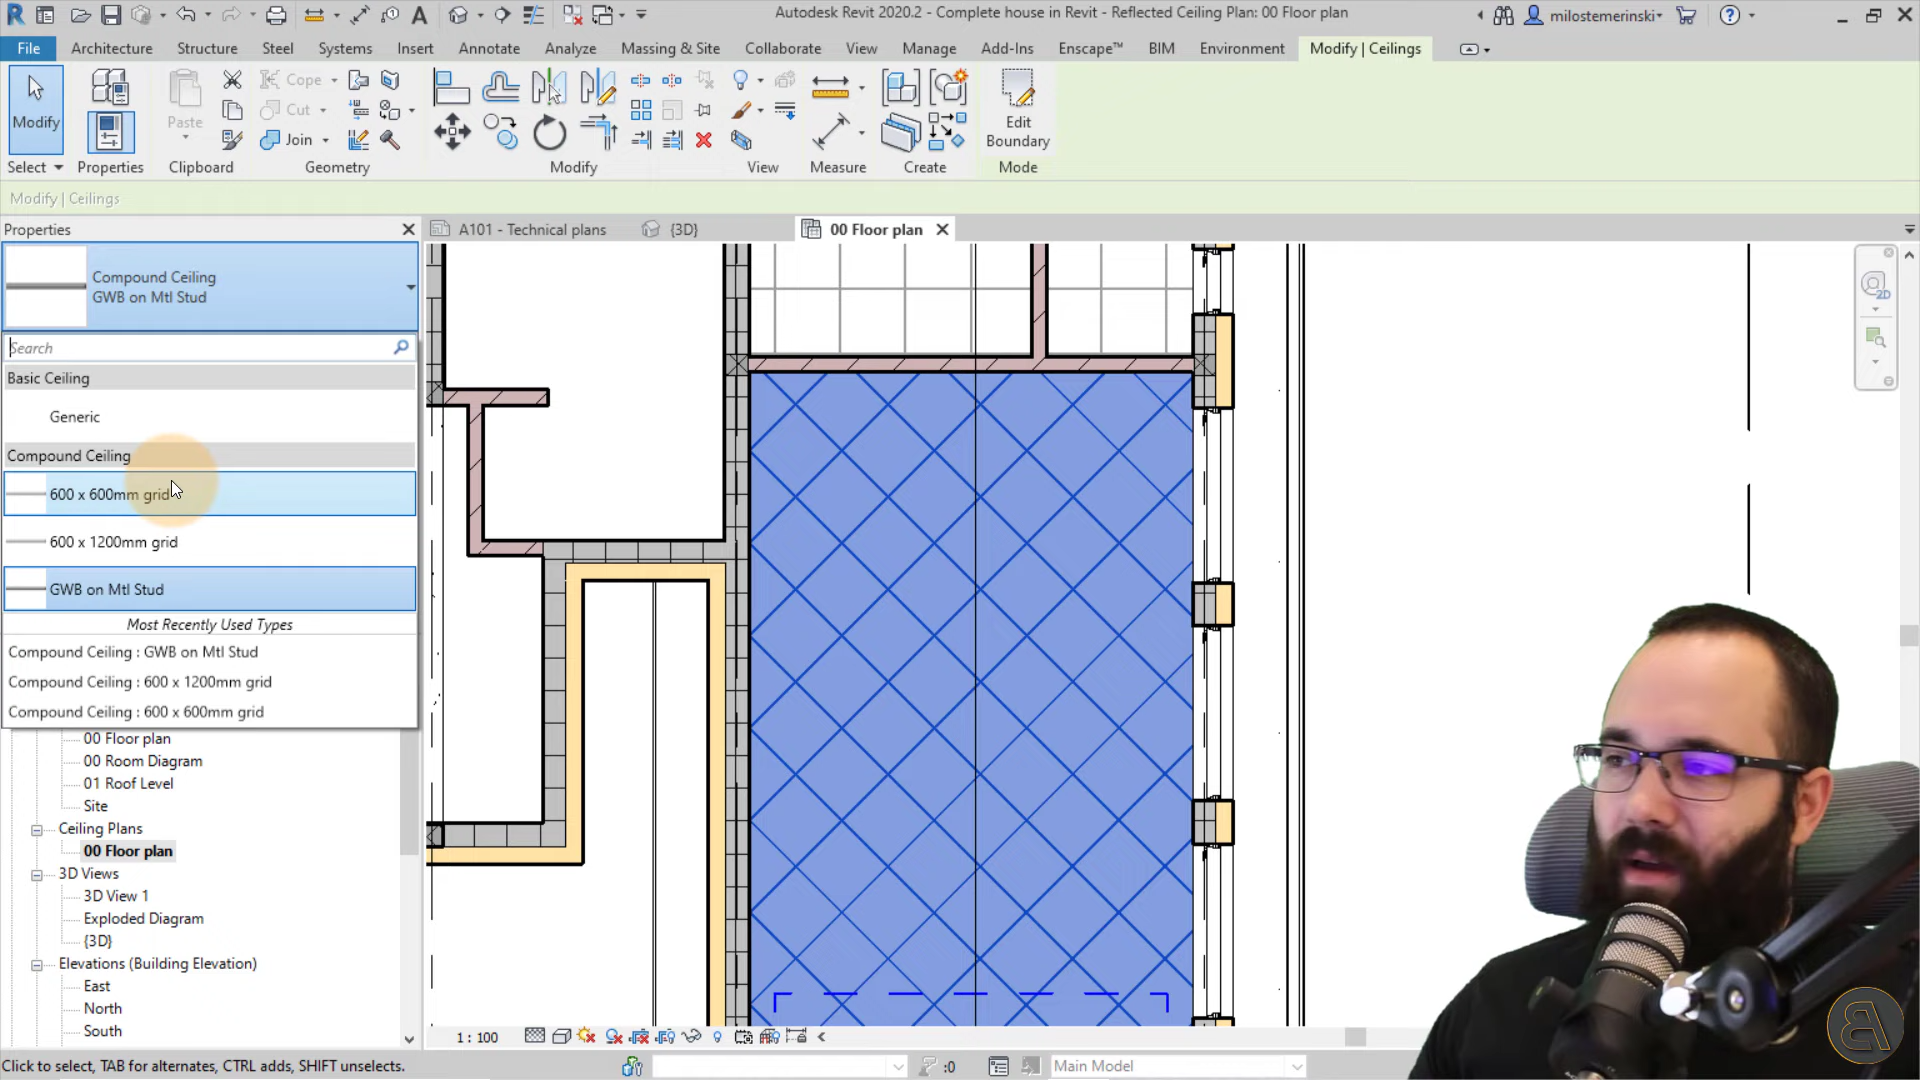 Autodesk Revit 2020.2 - Complete house in Revit - Reflected Ceiling Plan: 00 Floor plan
milostemerinski
File
Architecture
Structure
Steel
Systems
Insert
Annotate
Analyze
Massing & Site
Collaborate
View
Manage
Add-Ins
Enscape™
BIM
Environment
Modify | Ceilings
Modify
Paste
Cope
Cut
Join
Edit
Boundary
Select
Properties
Clipboard
Geometry
Modify
View
Measure
Create
Mode
Modify | Ceilings
Properties
A101 - Technical plans
{3D}
00 Floor plan
Compound Ceiling
GWB on Mtl Stud
Search
Basic Ceiling
Generic
Compound Ceiling
600 x 600mm grid
600 x 1200mm grid
GWB on Mtl Stud
Most Recently Used Types
Compound Ceiling : GWB on Mtl Stud
Compound Ceiling : 600 x 1200mm grid
Compound Ceiling : 600 x 600mm grid
00 Floor plan
00 Room Diagram
01 Roof Level
Site
Ceiling Plans
00 Floor plan
3D Views
3D View 1
Exploded Diagram
{3D}
Elevations (Building Elevation)
East
North
South
2D
1 : 100
Click to select, TAB for alternates, CTRL adds, SHIFT unselects.
:0
Main Model